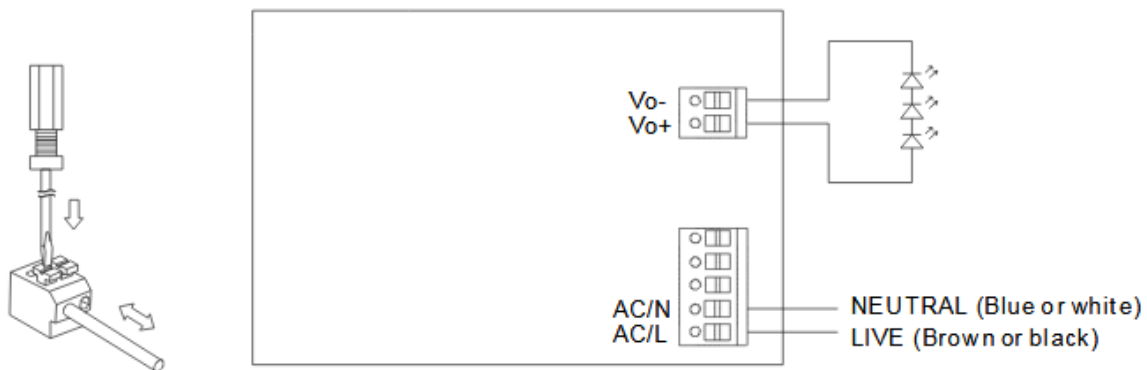 Vo-
Vo+
AC/N
NEUTRAL (Blue or white)
AC/L
LIVE (Brown or black)